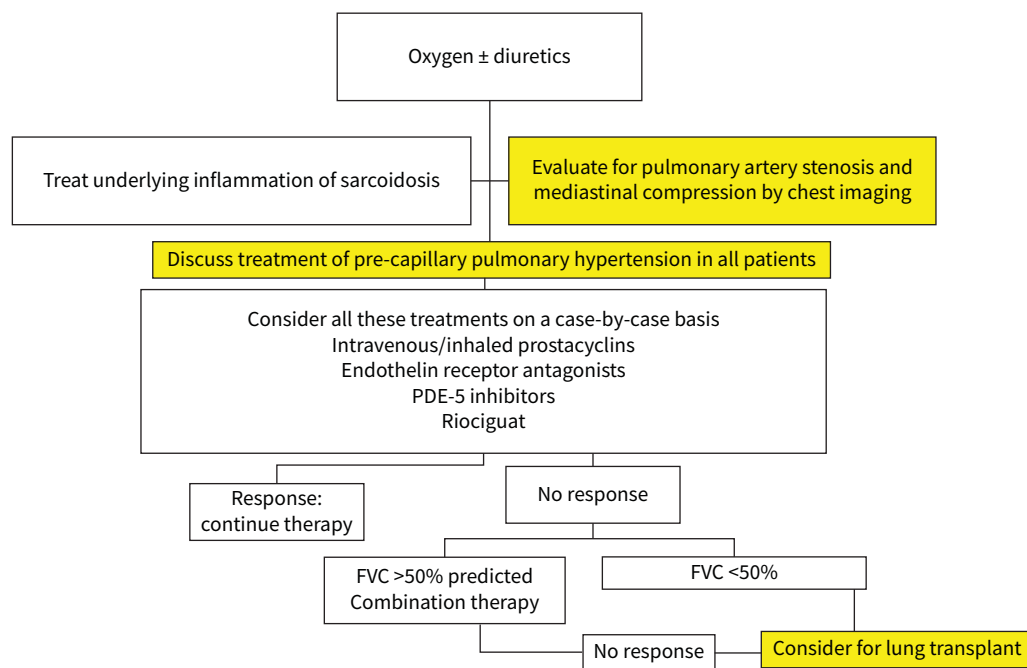 Oxygen ± diuretics
Treat underlying inflammation of sarcoidosis
Evaluate for pulmonary artery stenosis and
mediastinal compression by chest imaging
Discuss treatment of pre-capillary pulmonary hypertension in all patients
Consider all these treatments on a case-by-case basis
Intravenous/inhaled prostacyclins
Endothelin receptor antagonists
PDE-5 inhibitors
Riociguat
Response:
continue therapy
No response
FVC >50% predicted
Combination therapy
FVC <50%
No response
Consider for lung transplant